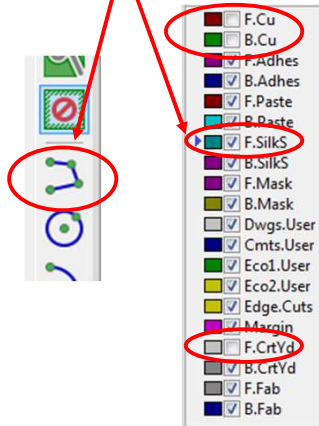 F.Cu
B.Cu
F.Adhes
B.Adhes
F.Paste
B.Paste
F.SilkS
B.SilkS
F.Mask
B.Mask
Dwgs.User
Cmts.User
Eco1.User
Eco2.User
Edge.Cuts
Margin
F.CrtYd
B.CrtYd
F.Fab
B.Fab